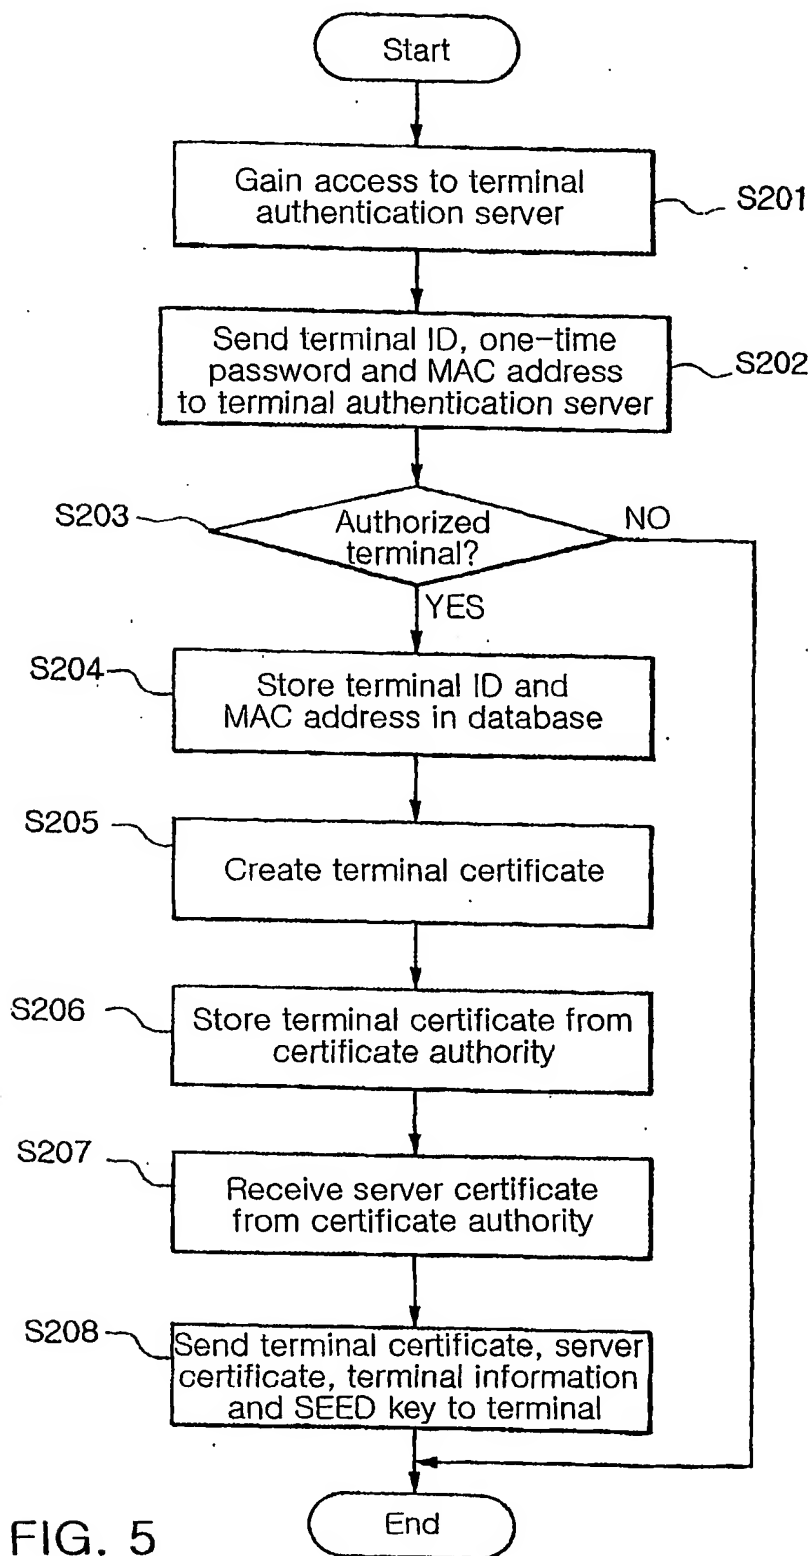 Start
Gain access to terminal
authentication server
S201
Send terminal ID, one-time
password and MAC address
to terminal authentication server
S202
S203
Authorized
terminal?
NO
YES
S204
Store terminal ID and
MAC address in database
S205
Create terminal certificate
S206
Store terminal certificate from
certificate authority
S207
Receive server certificate
from certificate authority
S208
Send terminal certificate, server
certificate, terminal information
and SEED key to terminal
End
FIG. 5